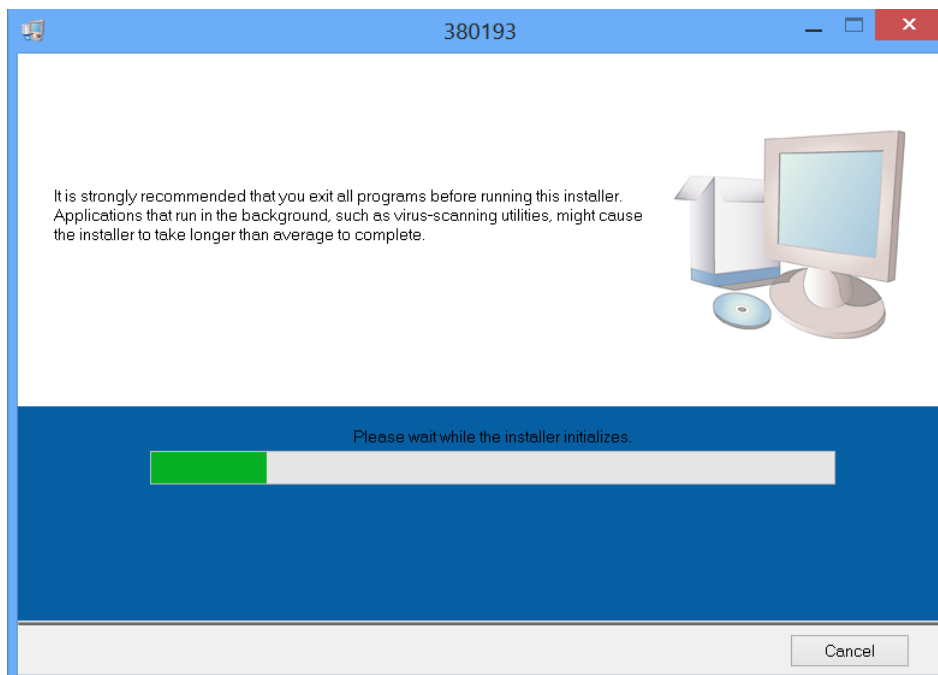 380193
It is strongly recommended that you exit all programs before running this installer.
Applications that run in the background, such as virus-scanning utilities, might cause
the installer to take longer than average to complete.
Please wait while the installer initializes.
Cancel